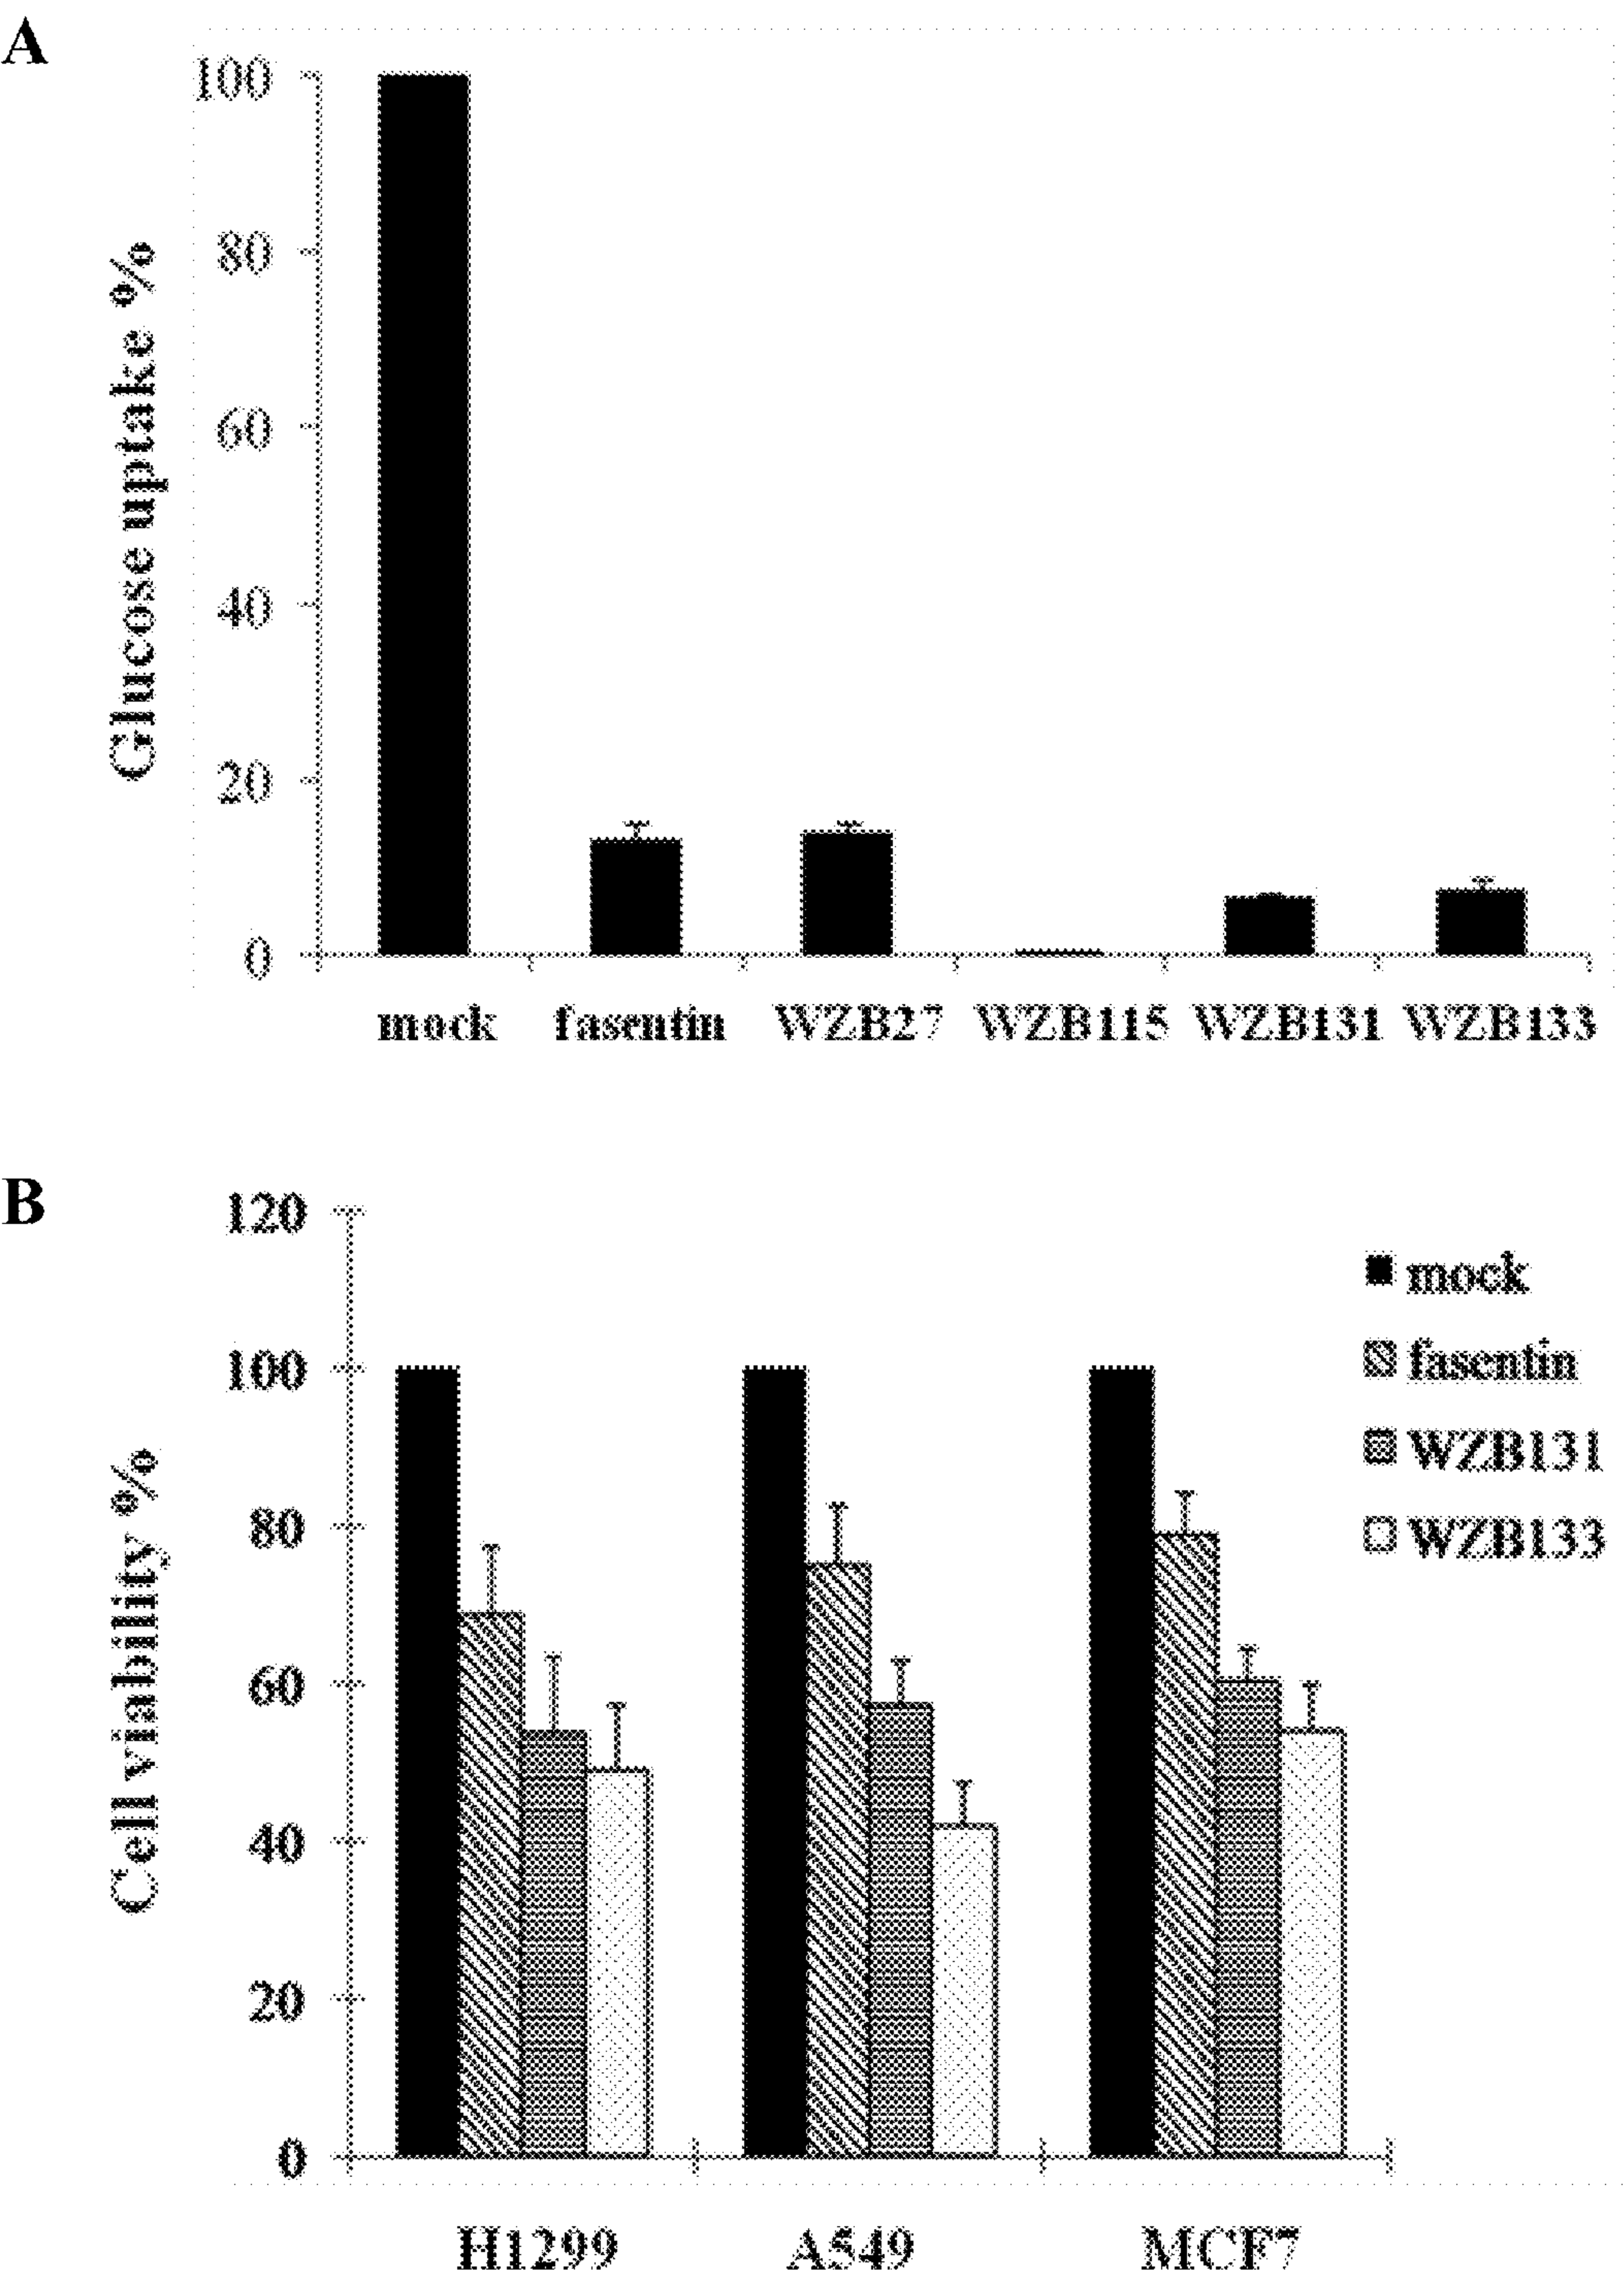 A
Glucose uptake %
100
80
60
40
20
0
mock fasentin WZB27 WZB115 WZB131 WZB133
B
Cell viability %
120
100
80
60
40
20
0
mock
fasentin
WZB131
WZB133
H1299 A549 MCF7